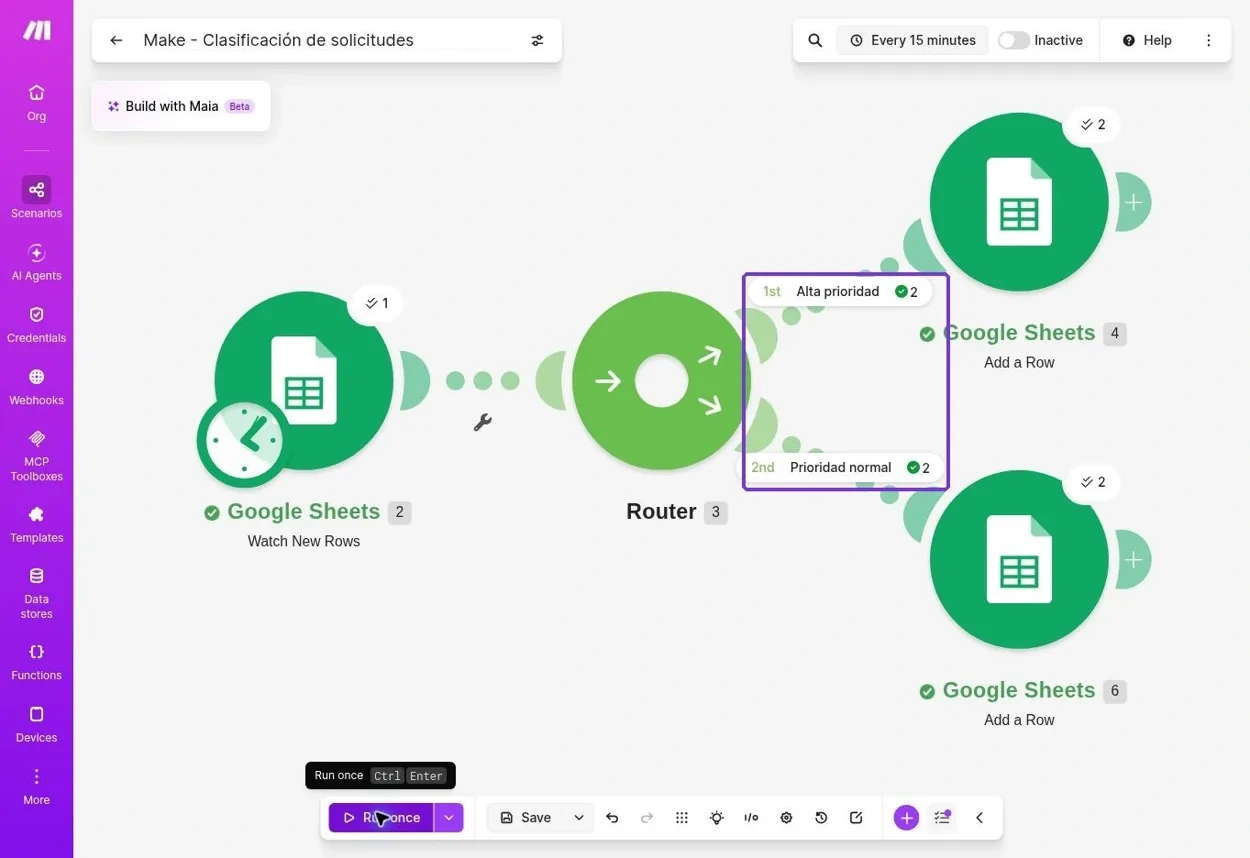 Make - Clasificación de solicitudes
Every 15 minutes
Inactive
Help
Build with Maia Beta
Org
Scenarios
AI Agents
Credentials
Webhooks
MCP
Toolboxes
Templates
Data
stores
Functions
Devices
More
2
1st Alta prioridad 2
Google Sheets 4
Add a Row
1
Google Sheets 2
Watch New Rows
Router 3
2nd Prioridad normal 2
2
Google Sheets 6
Add a Row
Run once Ctrl Enter
Run once
Save